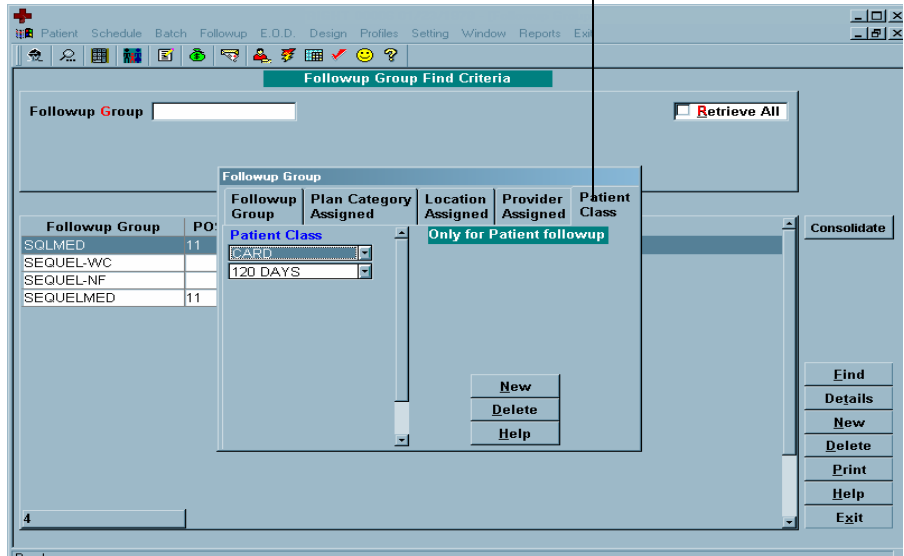 Patient Schedule Batch Followup E.O.D. Design Profiles Setting Window Reports
Followup Group Find Criteria
Followup Group
Retrieve All
Followup Group
Followup Group
Plan Category Assigned
Location Assigned
Provider Assigned
Patient Class
Patient Class
Only for Patient followup
CARD
120 DAYS
New
Delete
Help
Followup Group PO
SQLMED 11
SEQUEL-WC
SEQUEL-NF
SEQUELMED 11
4
Consolidate
Find
Details
New
Delete
Print
Help
Exit